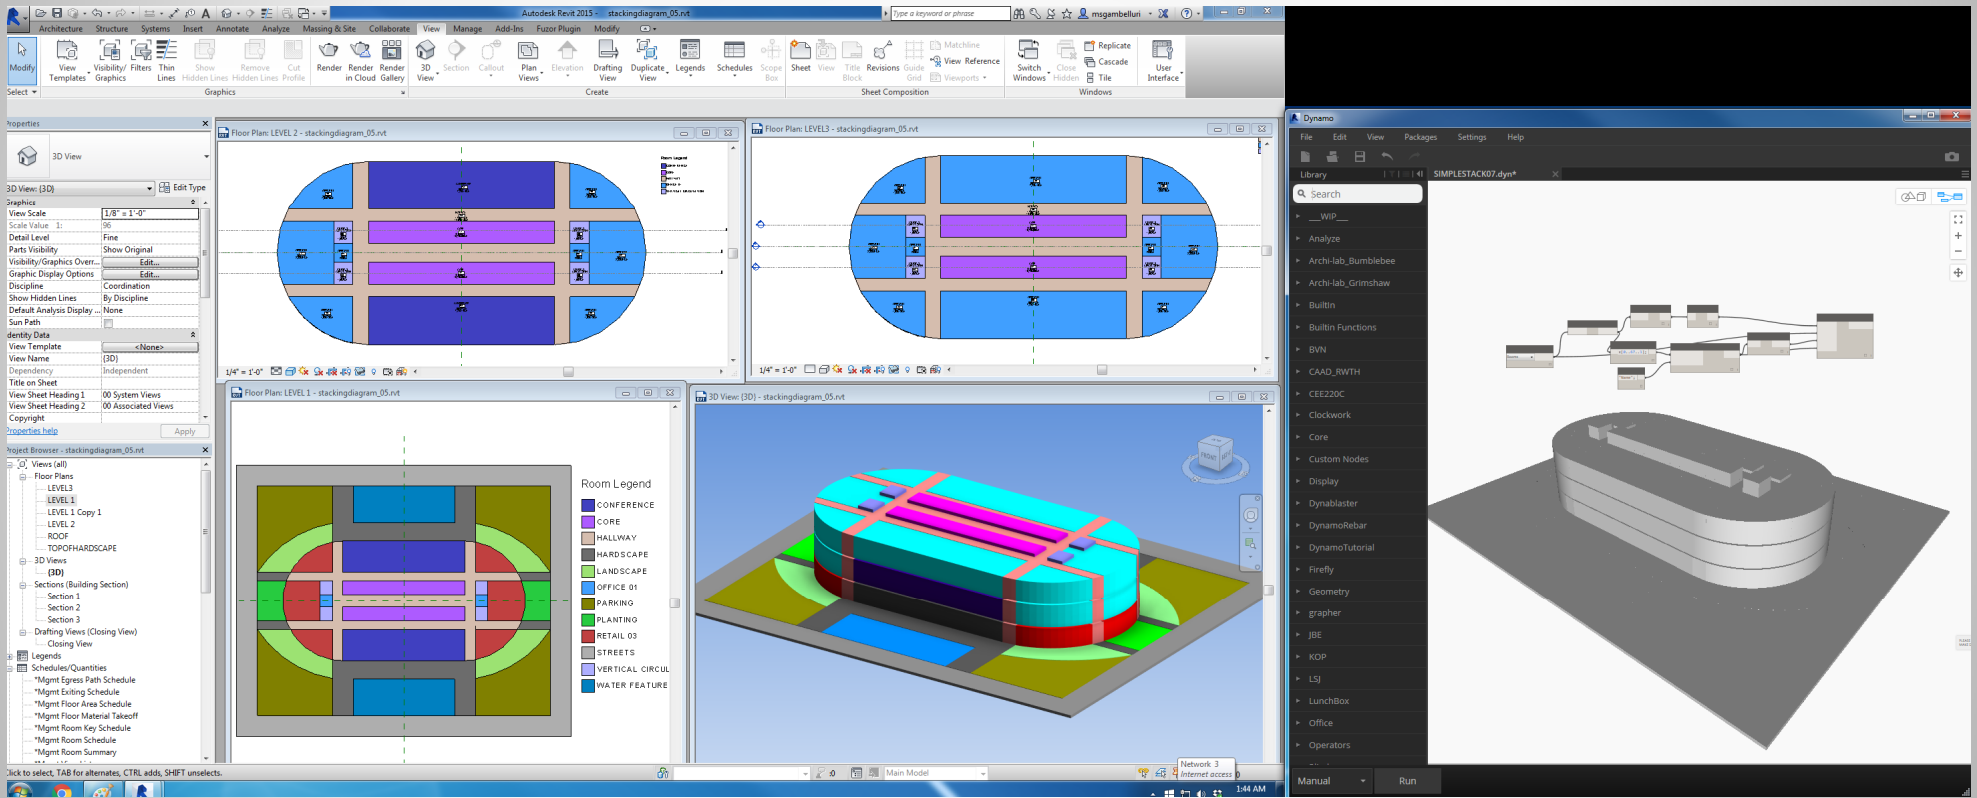 Autodesk Revit 2015 - stackingdiagram_05.rvt
Type a keyword or phrase
msgambelluri
Architecture Structure Systems Insert Annotate Analyze Massing & Site Collaborate View Manage Add-Ins Fuzor Plugin Modify
Modify
View Templates
Visibility/ Graphics
Filters
Thin Lines
Show Hidden Lines
Remove Hidden Lines
Cut Profile
Render
Render in Cloud
Render Gallery
3D View
Section
Callout
Plan Views
Elevation
Drafting View
Duplicate View
Legends
Schedules
Scope Box
Sheet
View
Title Block
Revisions
Guide Grid
Matchline
View Reference
Viewports
Switch Windows
Close Hidden
Replicate
Cascade
Tile
User Interface
Select
Graphics
Create
Sheet Composition
Windows
Properties
3D View
3D View: {3D}
Edit Type
Graphics
View Scale 1/8" = 1'-0"
Scale Value 1: 96
Detail Level Fine
Parts Visibility Show Original
Visibility/Graphics Overr... Edit...
Graphic Display Options Edit...
Discipline Coordination
Show Hidden Lines By Discipline
Default Analysis Display ... None
Sun Path
Identity Data
View Template <None>
View Name {3D}
Dependency Independent
Title on Sheet
View Sheet Heading 1 00 System Views
View Sheet Heading 2 00 Associated Views
Copyright
Properties help
Apply
Project Browser - stackingdiagram_05.rvt
Views (all)
Floor Plans
LEVEL3
LEVEL 1
LEVEL 1 Copy 1
LEVEL 2
ROOF
TOPOFHARDSCAPE
3D Views
{3D}
Sections (Building Section)
Section 1
Section 2
Section 3
Drafting Views (Closing View)
Closing View
Legends
Schedules/Quantities
*Mgmt Egress Path Schedule
*Mgmt Exiting Schedule
*Mgmt Floor Area Schedule
*Mgmt Floor Material Takeoff
*Mgmt Room Key Schedule
*Mgmt Room Schedule
*Mgmt Room Summary
Floor Plan: LEVEL 2 - stackingdiagram_05.rvt
Room Legend
1/4" = 1'-0"
Floor Plan: LEVEL3 - stackingdiagram_05.rvt
1/4" = 1'-0"
Floor Plan: LEVEL 1 - stackingdiagram_05.rvt
Room Legend
CONFERENCE
CORE
HALLWAY
HARDSCAPE
LANDSCAPE
OFFICE 01
PARKING
PLANTING
RETAIL 03
STREETS
VERTICAL CIRCUL
WATER FEATURE
3D View: {3D} - stackingdiagram_05.rvt
FRONT
Click to select, TAB for alternates, CTRL adds, SHIFT unselects.
:0
Main Model
Network 3
Internet access
1:44 AM
Dynamo
File Edit View Packages Settings Help
Library
SIMPLESTACK07.dyn*
Search
___WIP___
Analyze
Archi-lab_Bumblebee
Archi-lab_Grimshaw
BuiltIn
Builtin Functions
BVN
CAAD_RWTH
CEE220C
Clockwork
Core
Custom Nodes
Display
Dynablaster
DynamoRebar
DynamoTutorial
Firefly
Geometry
grapher
JBE
KOP
LSJ
LunchBox
Office
Operators
Manual
Run